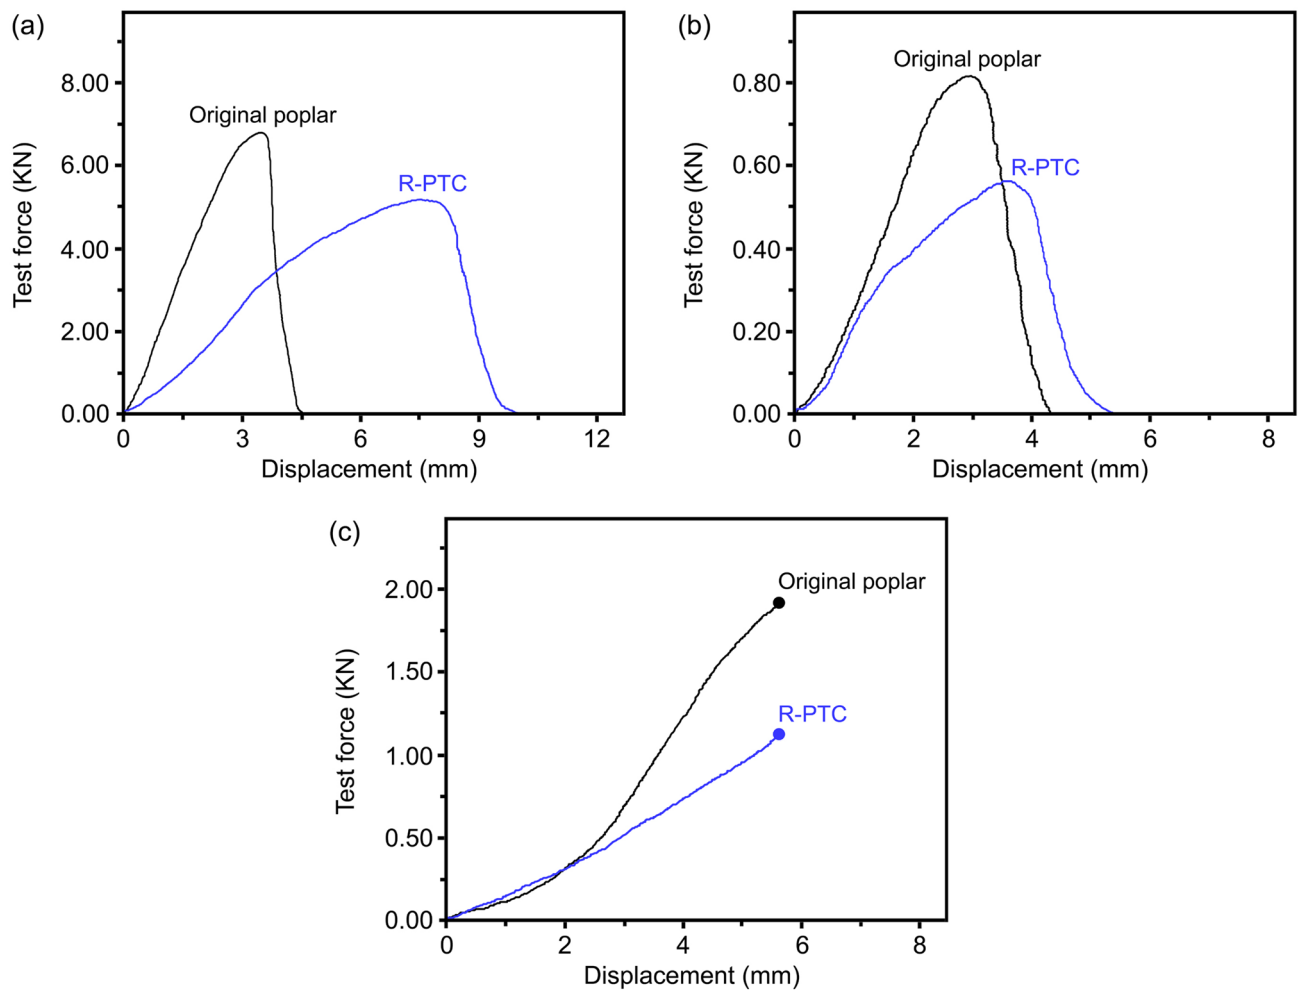 (a)
Test force (KN)
8.00
6.00
4.00
2.00
0.00
Original poplar
R-PTC
0 3 6 9 12
Displacement (mm)
(b)
Test force (KN)
0.80
0.60
0.40
0.20
0.00
Original poplar
R-PTC
0 2 4 6 8
Displacement (mm)
(c)
Test force (KN)
2.00
1.50
1.00
0.50
0.00
Original poplar
R-PTC
0 2 4 6 8
Displacement (mm)